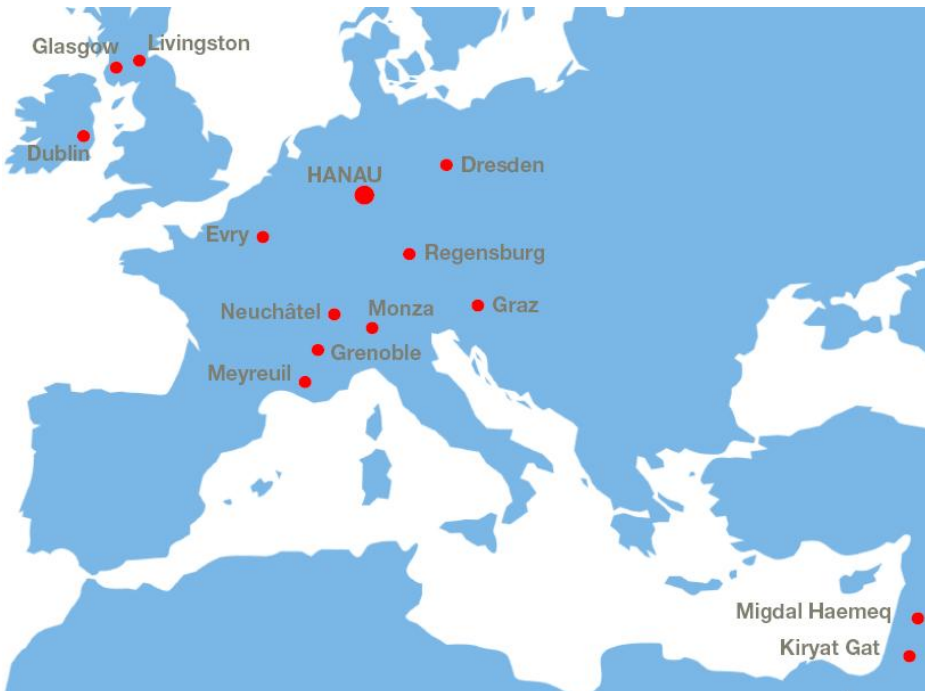 Livingston
Glasgow
Dublin
Dresden
HANAU
Evry
Regensburg
Graz
Neuchâtel
Monza
Grenoble
Meyreuil
Migdal Haemeq
Kiryat Gat